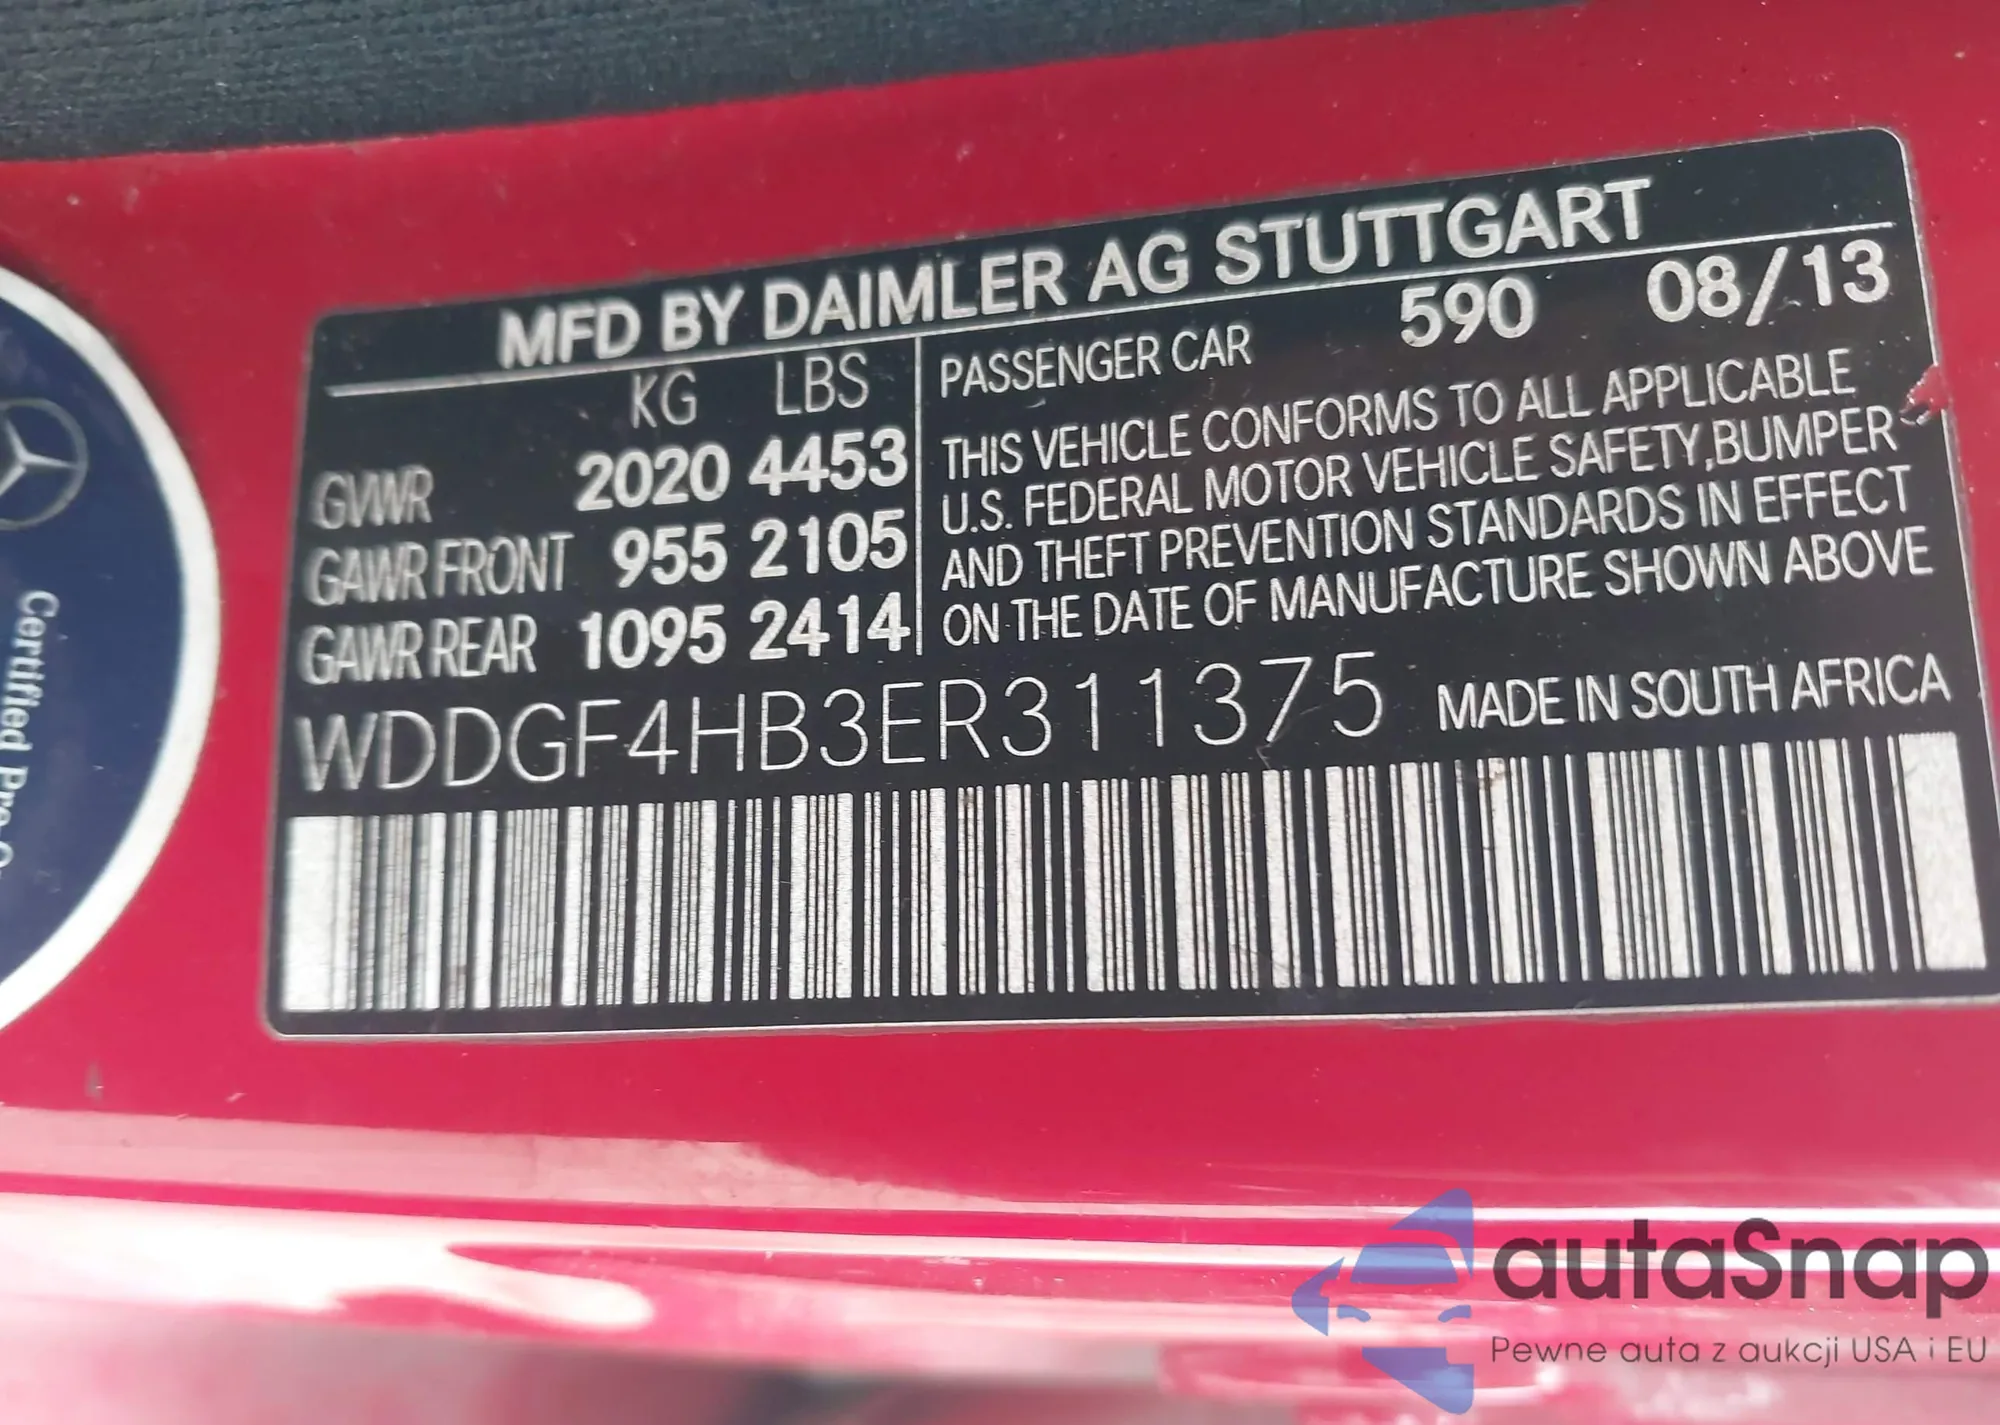 MFD BY DAIMLER AG STUTTGART
KG LBS
GVWR 2020 4453
GAWR FRONT 955 2105
GAWR REAR 1095 2414
PASSENGER CAR 590 08/13
THIS VEHICLE CONFORMS TO ALL APPLICABLE
U.S. FEDERAL MOTOR VEHICLE SAFETY,BUMPER
AND THEFT PREVENTION STANDARDS IN EFFECT
ON THE DATE OF MANUFACTURE SHOWN ABOVE
WDDGF4HB3ER311375 MADE IN SOUTH AFRICA
Certified
autaSnap
Pewne auta z aukcji USA i EU